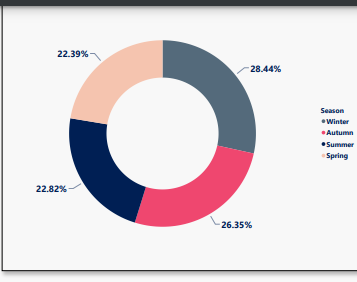 22.39%
28.44%
Season
Winter
Autumn
Summer
Spring
22.82%
26.35%